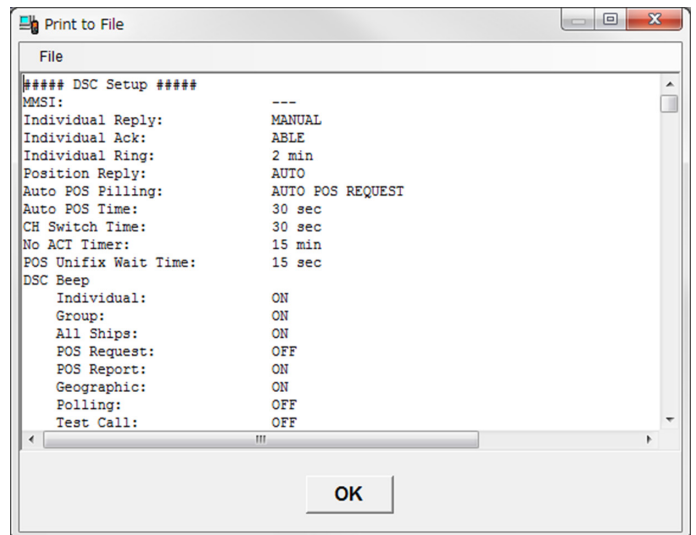 Print to File
File
##### DSC Setup #####
MMSI: ---
Individual Reply: MANUAL
Individual Ack: ABLE
Individual Ring: 2 min
Position Reply: AUTO
Auto POS Pilling: AUTO POS REQUEST
Auto POS Time: 30 sec
CH Switch Time: 30 sec
No ACT Timer: 15 min
POS Unifix Wait Time: 15 sec
DSC Beep
Individual: ON
Group: ON
All Ships: ON
POS Request: OFF
POS Report: ON
Geographic: ON
Polling: OFF
Test Call: OFF
OK